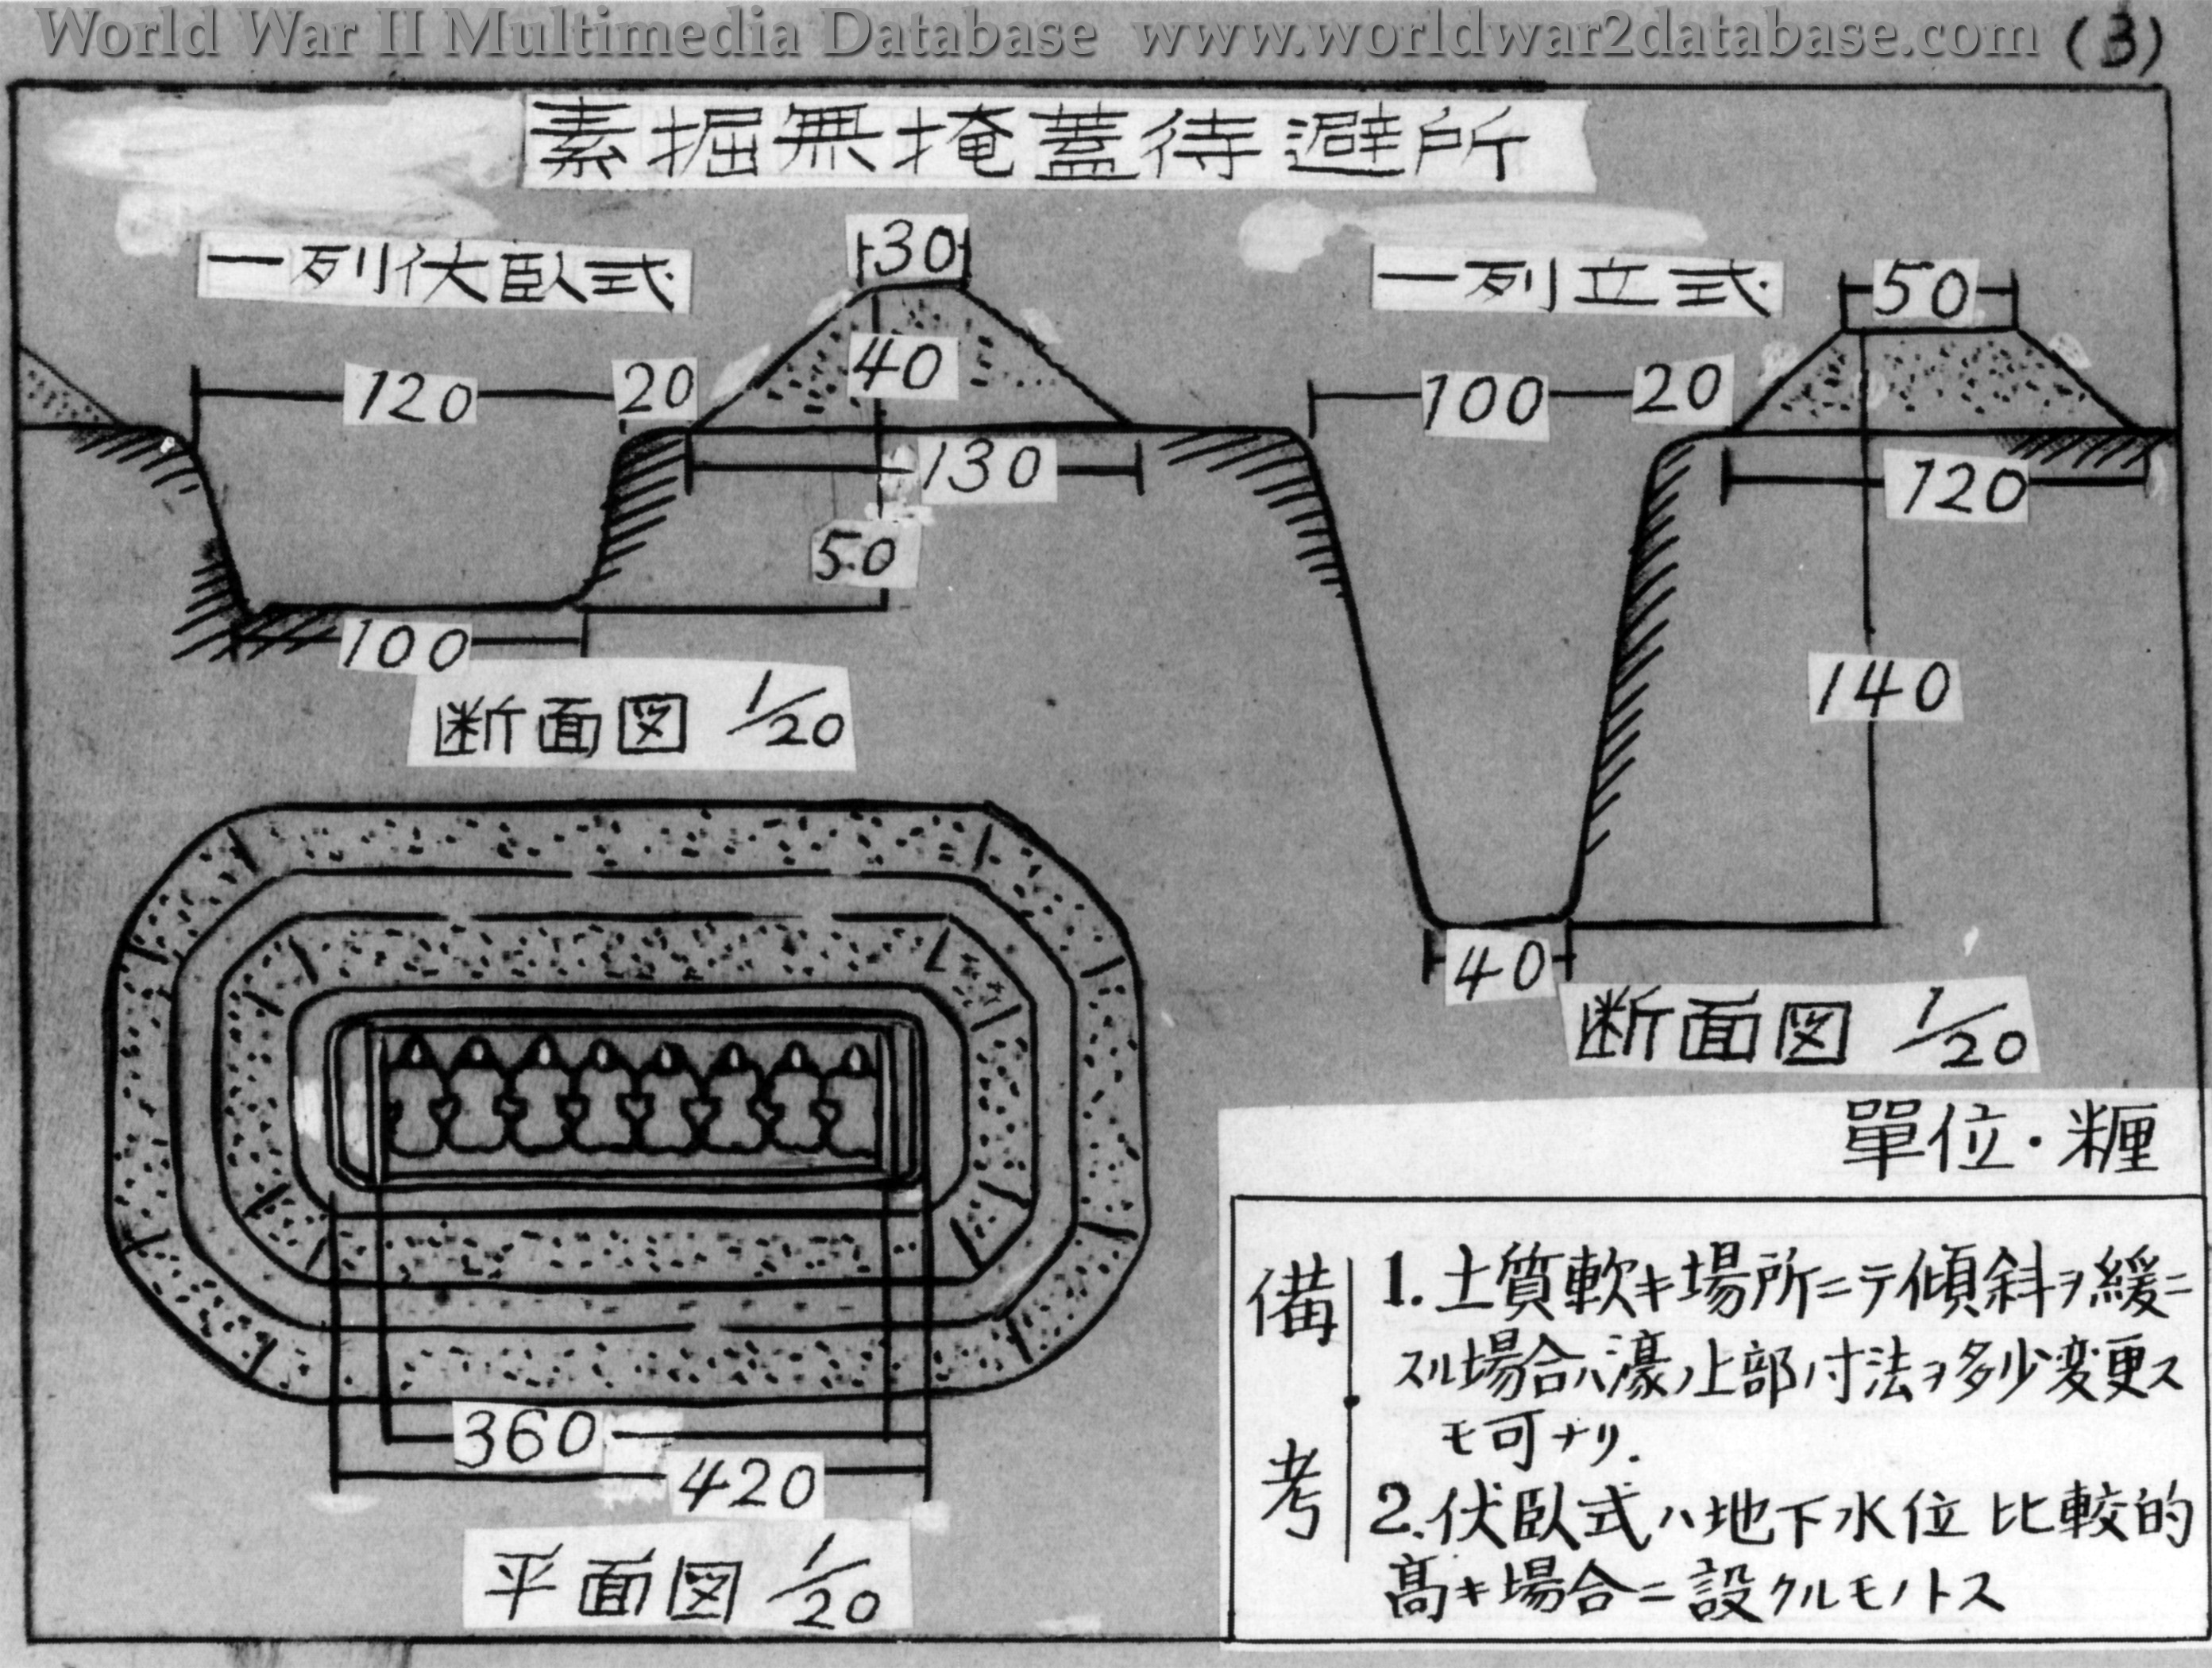 World War II Multimedia Database www.worldwar2database.com (3)
素掘無掩蓋待避所
一列伏臥式
30
40
120
20
130
50
100
断面図 1/20
一列立式
50
100
20
120
140
40
断面図 1/20
360
420
平面図 1/20
單位・糎
備考
1. 土質軟キ場所ニテ傾斜ヲ緩ニ
スル場合ハ濠ノ上部ノ寸法ヲ多少変更ス
モ可ナリ.
2. 伏臥式ハ地下水位 比較的
高キ場合ニ設クルモノトス